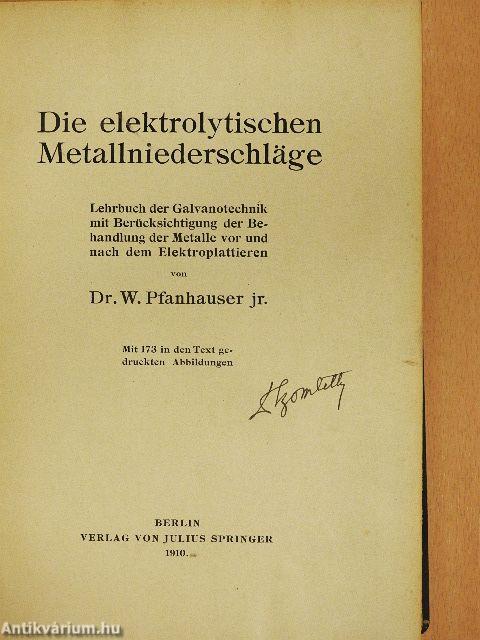 Die elektrolytischen
Metallniederschläge
Lehrbuch der Galvanotechnik
mit Berücksichtigung der Be-
handlung der Metalle vor und
nach dem Elektroplattieren
von
Dr. W. Pfanhauser jr.
Mit 173 in den Text ge-
druckten Abbildungen
BERLIN
VERLAG VON JULIUS SPRINGER
1910.
Antikvárium.hu